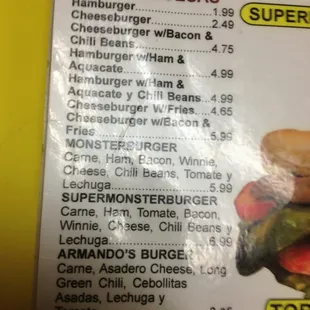 Hamburger..................1.99
Cheeseburger...............2.49
Cheeseburger w/Bacon &
Chili Beans................4.75
Hamburger w/Ham &
Aquacate...................4.99
Hamburger w/Ham &
Aquacate y Chili Beans....4.99
Cheeseburger W/Fries.....4.65
Cheeseburger w/Bacon &
Fries
MONSTERBURGER
Carne, Ham, Bacon, Winnie,
Cheese, Chili Beans, Tomate y
Lechuga....................5.99
SUPERMONSTERBURGER
Carne, Ham, Tomate, Bacon,
Winnie, Cheese, Chili Beans y
Lechuga....................6.99
ARMANDO'S BURGER
Carne, Asadero Cheese, Long
Green Chili, Cebollitas
Asadas, Lechuga y